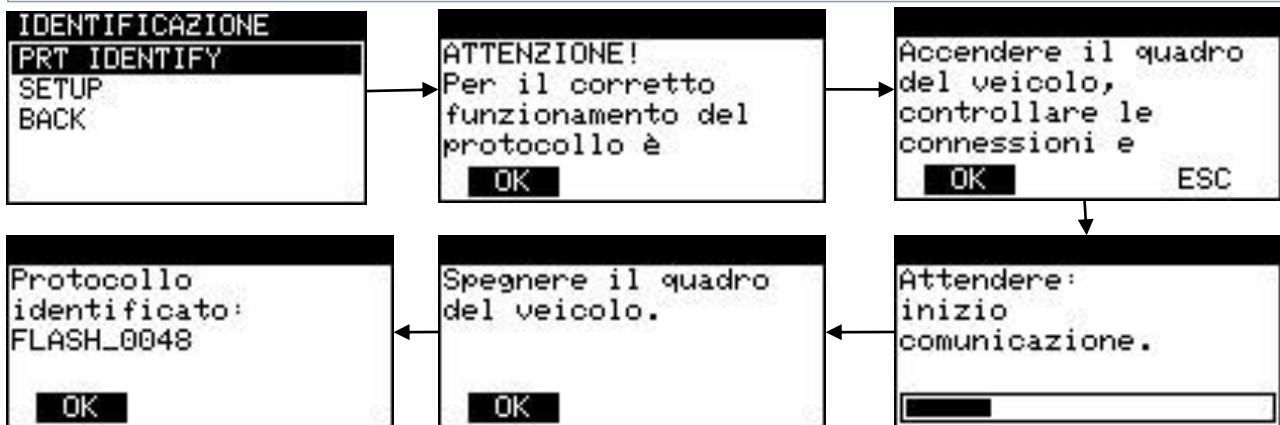 IDENTIFICAZIONE
PRT IDENTIFY
SETUP
BACK
ATTENZIONE!
Per il corretto
funzionamento del
protocollo è
OK
Accendere il quadro
del veicolo,
controllare le
connessioni e
OK ESC
Attendere:
inizio
comunicazione.
Spegnere il quadro
del veicolo.
OK
Protocollo
identificato:
FLASH_0048
OK